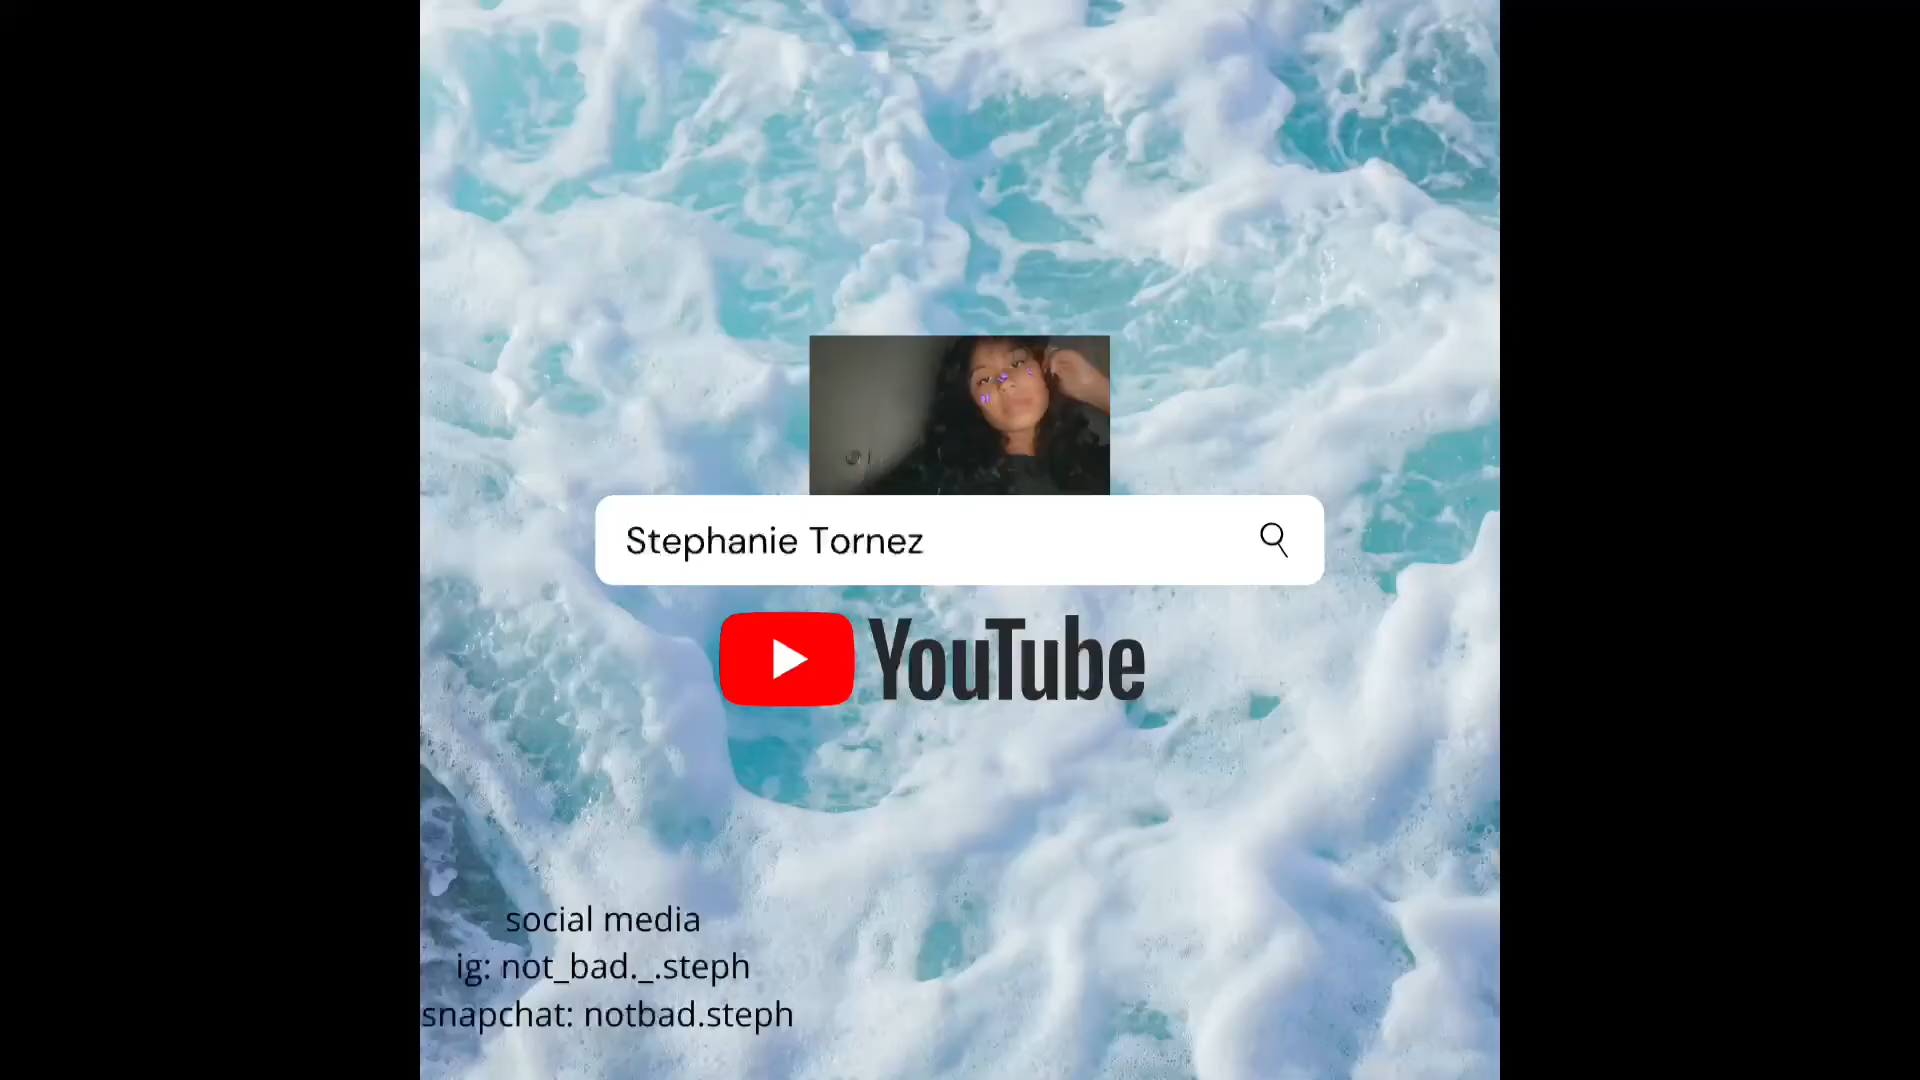 Stephanie Tornez
YouTube
social media
ig: not_bad._.steph
snapchat: notbad.steph